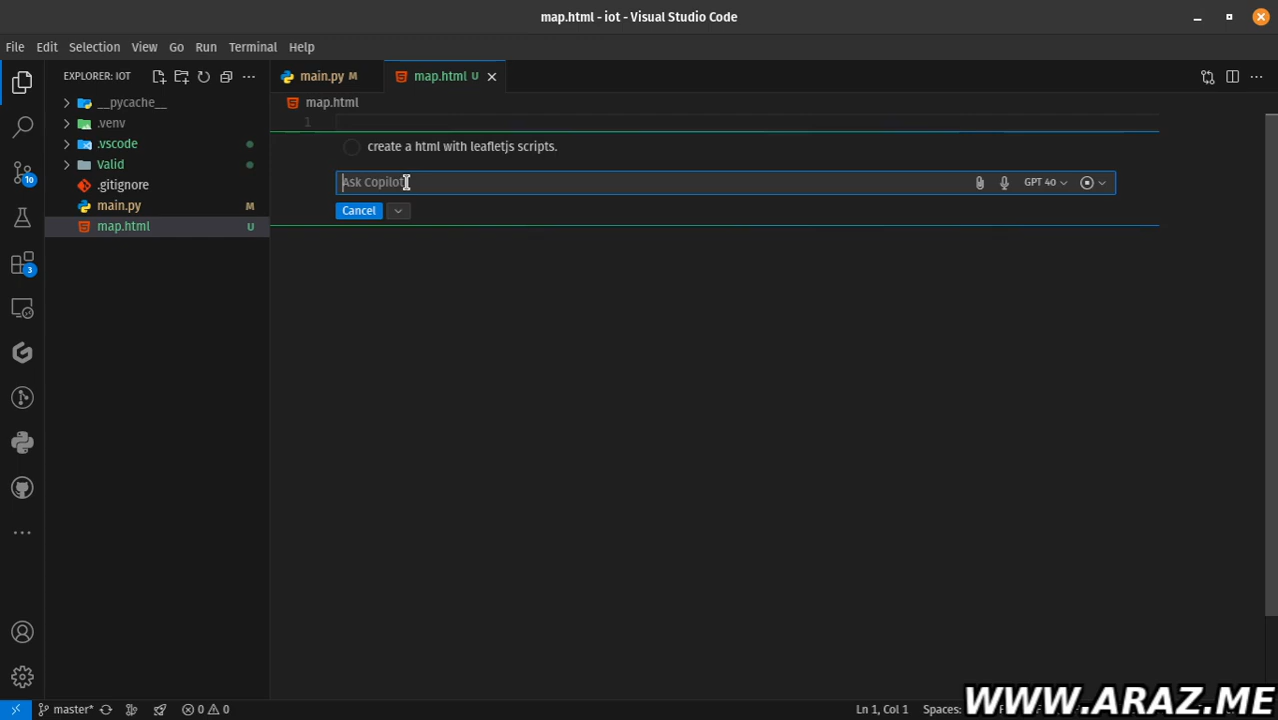 map.html - iot - Visual Studio Code
File Edit Selection View Go Run Terminal Help
EXPLORER: IOT
main.py M
map.html U
map.html
__pycache__
.venv
.vscode
Valid
.gitignore
main.py M
map.html U
1
create a html with leafletjs scripts.
Ask Copilot
GPT 4o
Cancel
10
3
master*
0
0
Ln 1, Col 1
Spaces:
WWW.ARAZ.ME